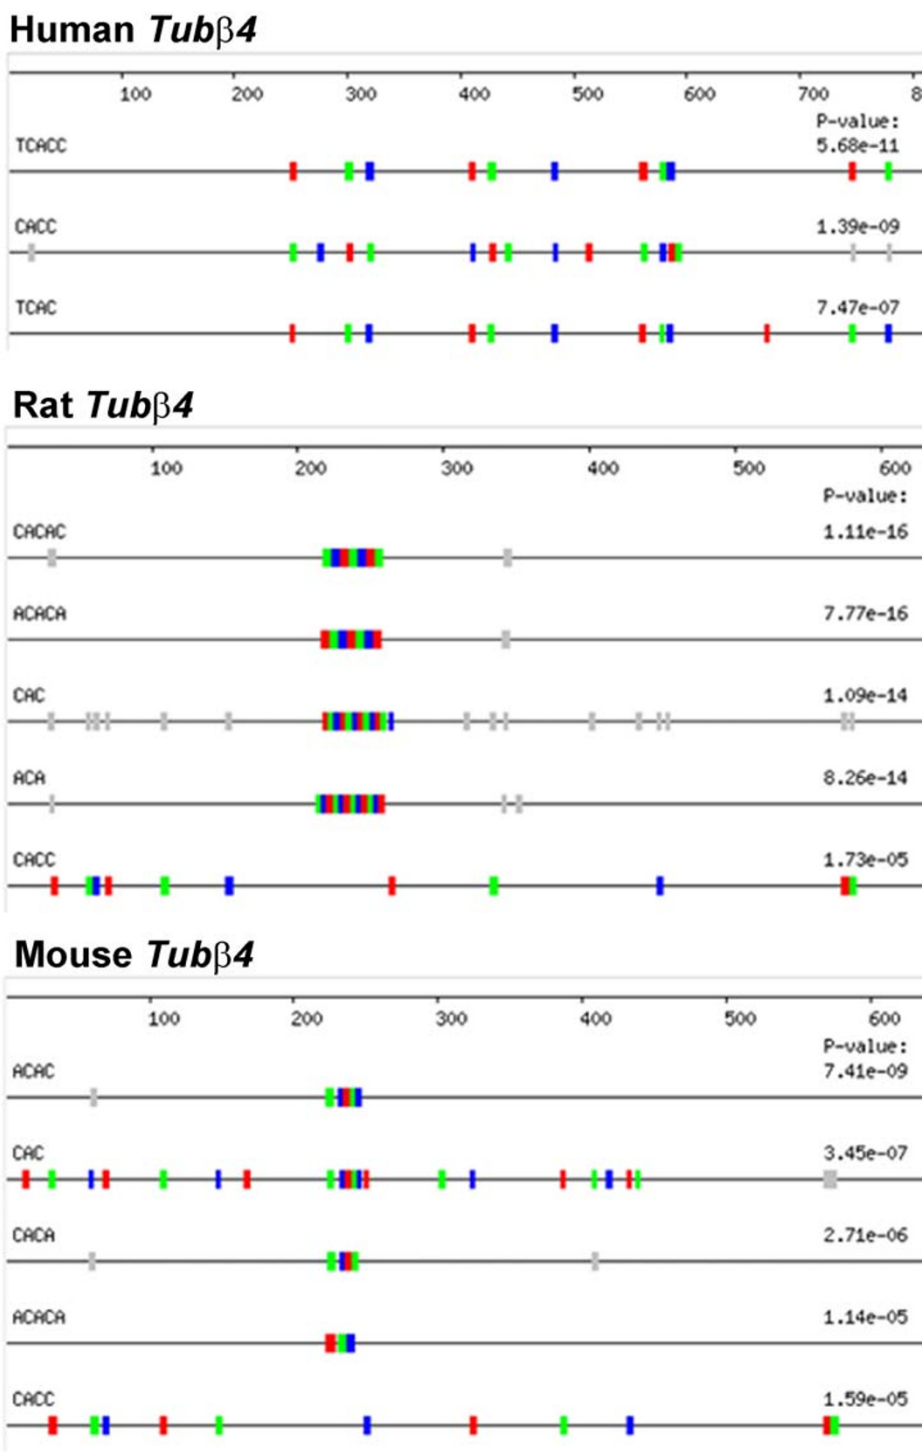 Human Tubβ4
100 200 300 400 500 600 700 8
P-value:
TCACC 5.68e-11
CACC 1.39e-09
TCAC 7.47e-07
Rat Tubβ4
100 200 300 400 500 600
P-value:
CACAC 1.11e-16
ACACA 7.77e-16
CAC 1.09e-14
ACA 8.26e-14
CACC 1.73e-05
Mouse Tubβ4
100 200 300 400 500 600
P-value:
ACAC 7.41e-09
CAC 3.45e-07
CACA 2.71e-06
ACACA 1.14e-05
CACC 1.59e-05